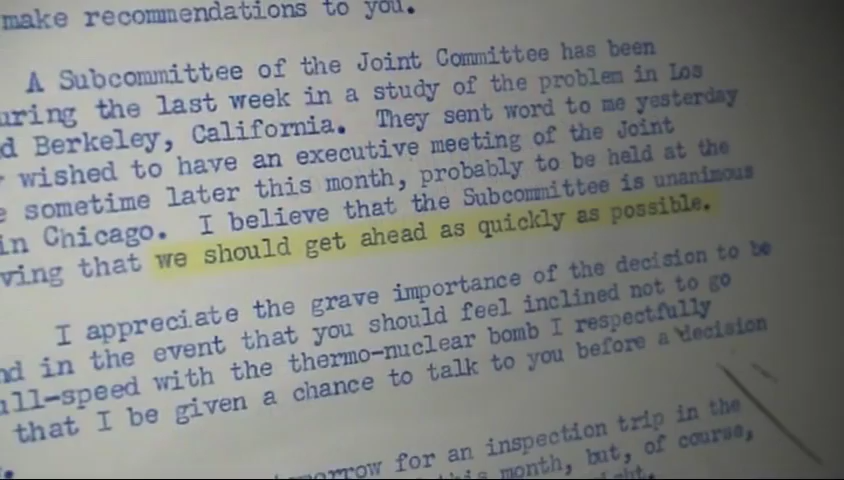 make recommendations to you.
A Subcommittee of the Joint Committee has been
uring the last week in a study of the problem in Los
d Berkeley, California. They sent word to me yesterday
wished to have an executive meeting of the Joint
e sometime later this month, probably to be held at the
in Chicago. I believe that the Subcommittee is unanimous
ving that we should get ahead as quickly as possible.
I appreciate the grave importance of the decision to be
nd in the event that you should feel inclined not to go
ull-speed with the thermo-nuclear bomb I respectfully
that I be given a chance to talk to you before a decision
morrow for an inspection trip in the
this month, but, of course,